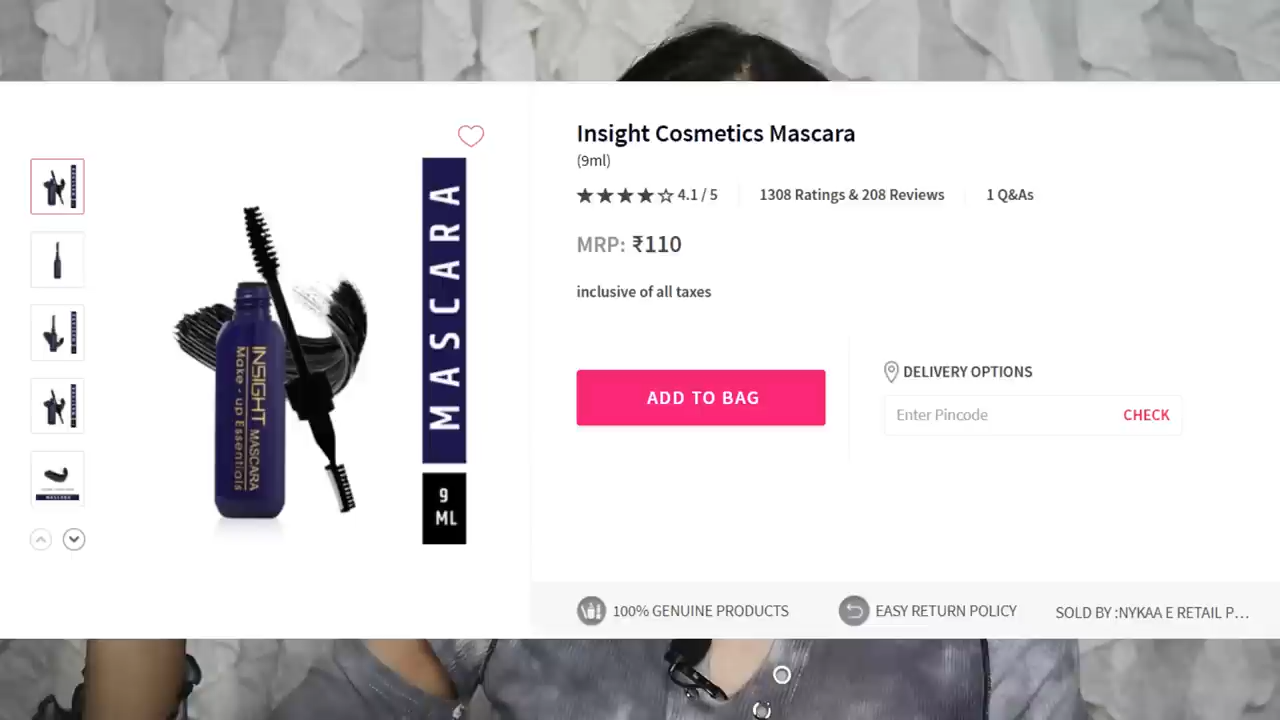 Insight Cosmetics Mascara
(9ml)
4.1 / 5
1308 Ratings & 208 Reviews
1 Q&As
MRP: ₹110
inclusive of all taxes
ADD TO BAG
DELIVERY OPTIONS
Enter Pincode
CHECK
100% GENUINE PRODUCTS
EASY RETURN POLICY
SOLD BY :NYKAA E RETAIL P...
MASCARA
9
ML
INSIGHT MASCARA
Make - up Essentials